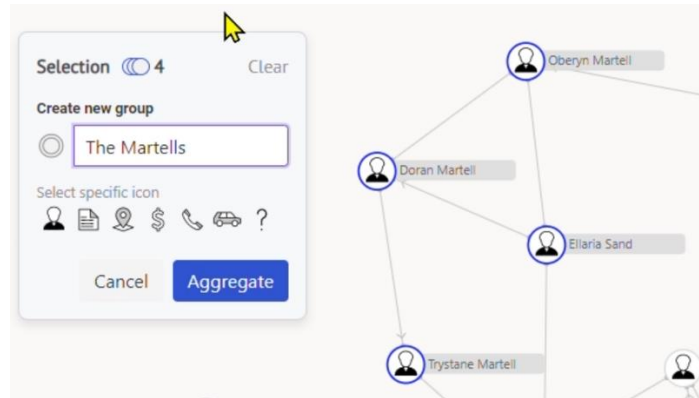 Selection 4 Clear
Create new group
The Martells
Select specific icon
$ ?
Cancel Aggregate
Oberyn Martell
Doran Martell
Ellaria Sand
Trystane Martell